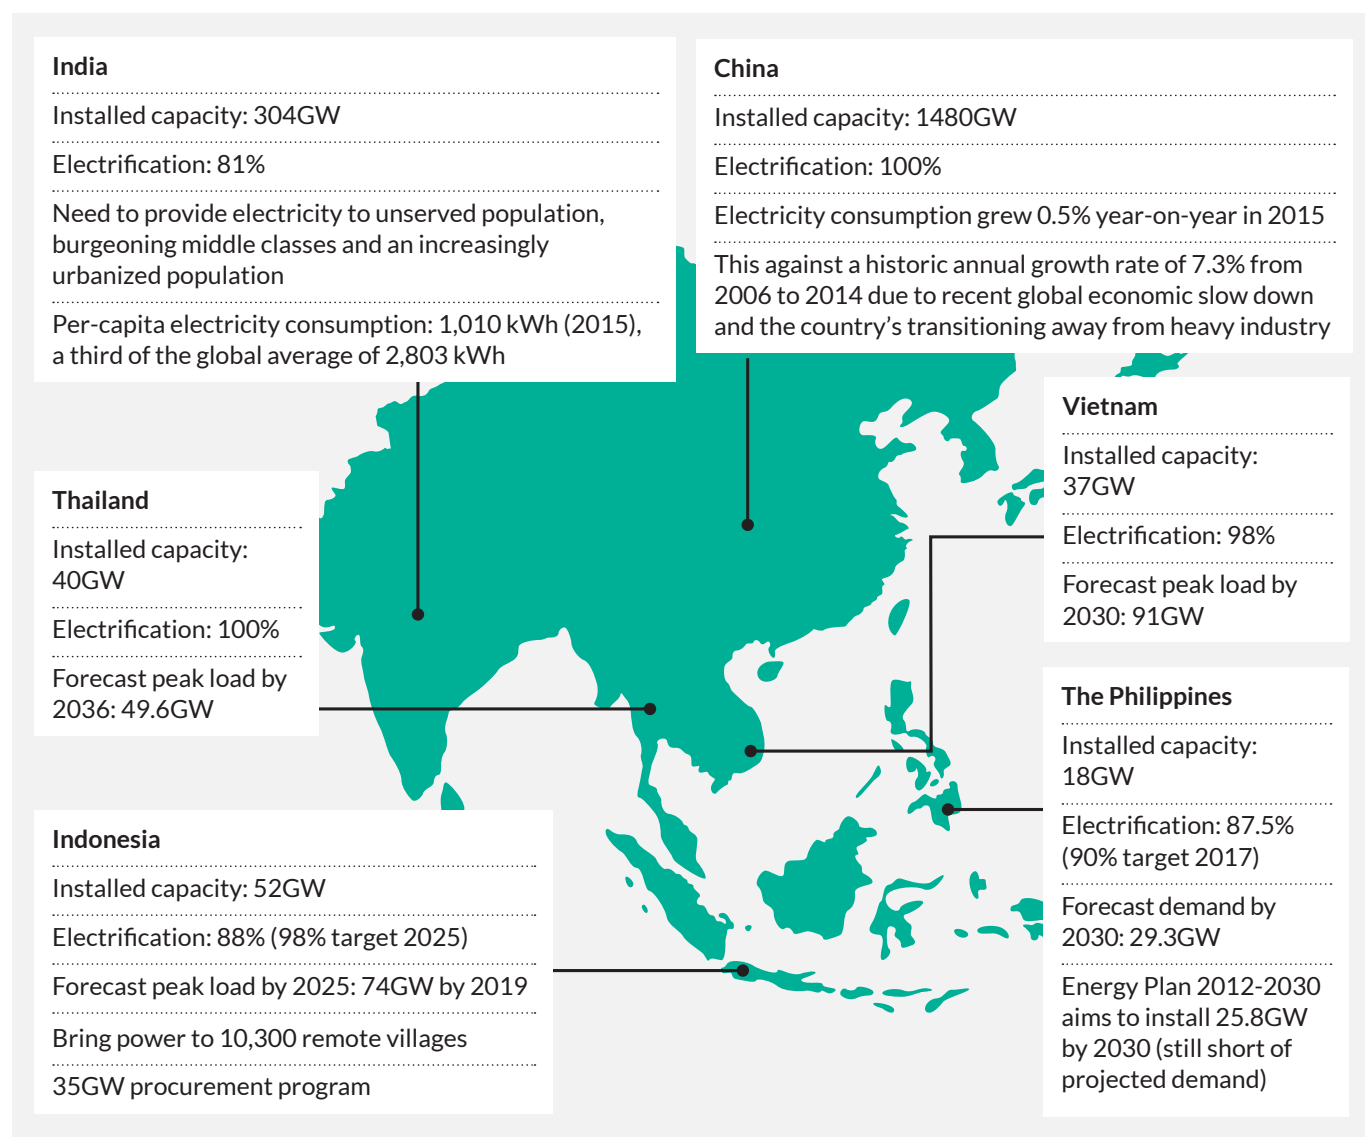 India
Installed capacity: 304GW
Electrification: 81%
Need to provide electricity to unserved population,
burgeoning middle classes and an increasingly
urbanized population
Per-capita electricity consumption: 1,010 kWh (2015),
a third of the global average of 2,803 kWh
China
Installed capacity: 1480GW
Electrification: 100%
Electricity consumption grew 0.5% year-on-year in 2015
This against a historic annual growth rate of 7.3% from
2006 to 2014 due to recent global economic slow down
and the country’s transitioning away from heavy industry
Thailand
Installed capacity:
40GW
Electrification: 100%
Forecast peak load by
2036: 49.6GW
Vietnam
Installed capacity:
37GW
Electrification: 98%
Forecast peak load by
2030: 91GW
The Philippines
Installed capacity:
18GW
Electrification: 87.5%
(90% target 2017)
Forecast demand by
2030: 29.3GW
Energy Plan 2012-2030
aims to install 25.8GW
by 2030 (still short of
projected demand)
Indonesia
Installed capacity: 52GW
Electrification: 88% (98% target 2025)
Forecast peak load by 2025: 74GW by 2019
Bring power to 10,300 remote villages
35GW procurement program